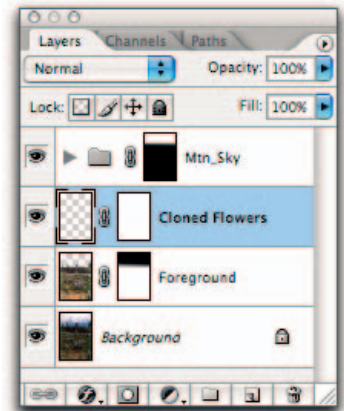 Layers Channels Paths
Normal Opacity: 100%
Lock: Fill: 100%
Mtn_Sky
Cloned Flowers
Foreground
Background